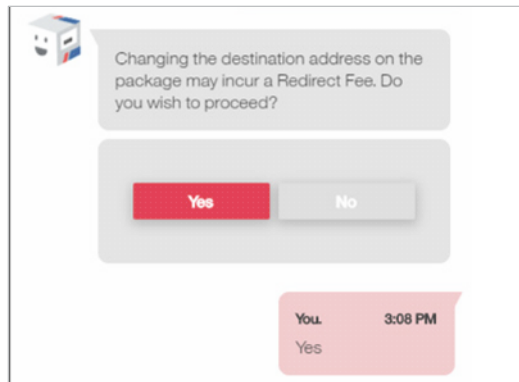 Changing the destination address on the
package may incur a Redirect Fee. Do
you wish to proceed?
Yes No
You. 3:08 PM
Yes